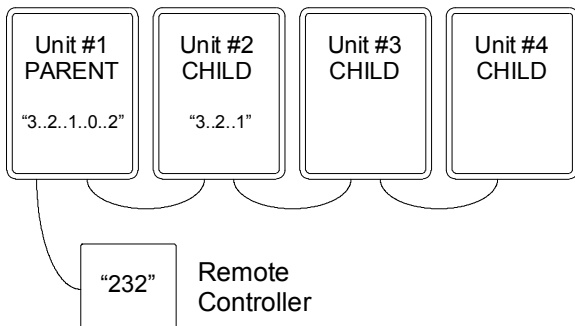 Unit #1
PARENT
“3..2..1..0..2”
Unit #2
CHILD
“3..2..1”
Unit #3
CHILD
Unit #4
CHILD
“232”
Remote
Controller